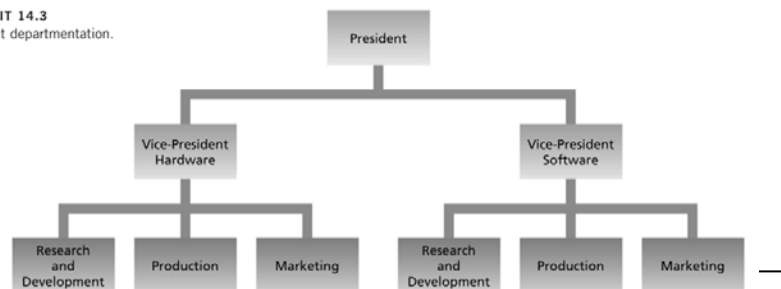 IT 14.3
t departmentation.
President
Vice-President
Hardware
Vice-President
Software
Research
and
Development
Production
Marketing
Research
and
Development
Production
Marketing